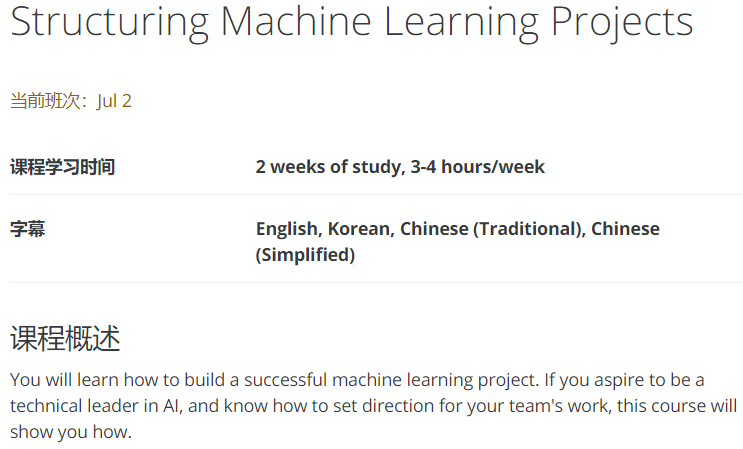 Structuring Machine Learning Projects
当前班次：Jul 2
课程学习时间 2 weeks of study, 3-4 hours/week
字幕 English, Korean, Chinese (Traditional), Chinese
(Simplified)
课程概述
You will learn how to build a successful machine learning project. If you aspire to be a
technical leader in AI, and know how to set direction for your team's work, this course will
show you how.